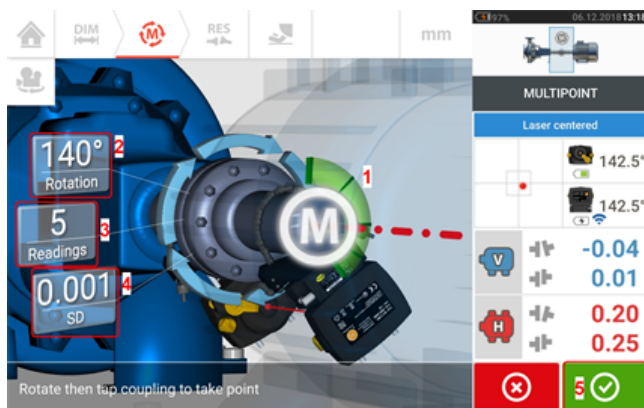 DIM
RES
mm
97%
06.12.2018 13:18
MULTIPOINT
Laser centered
140°
Rotation
2
5
Readings
3
0.001
SD
4
1
M
142.5°
142.5°
V
-0.04
0.01
H
0.20
0.25
Rotate then tap coupling to take point
5